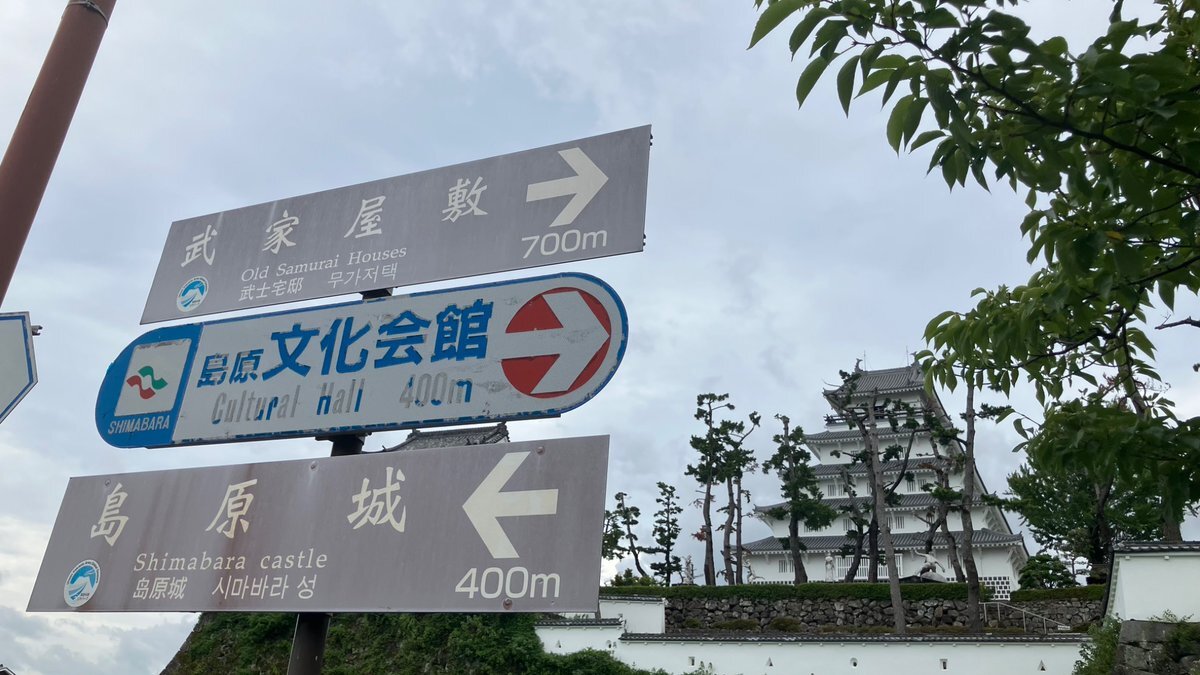 武家屋敷
Old Samurai Houses
武士宅邸 무가저택
700m
島原文化会館
Cultural Hall 400m
SHIMABARA
島原城
Shimabara castle
島原城 시마바라 성
400m